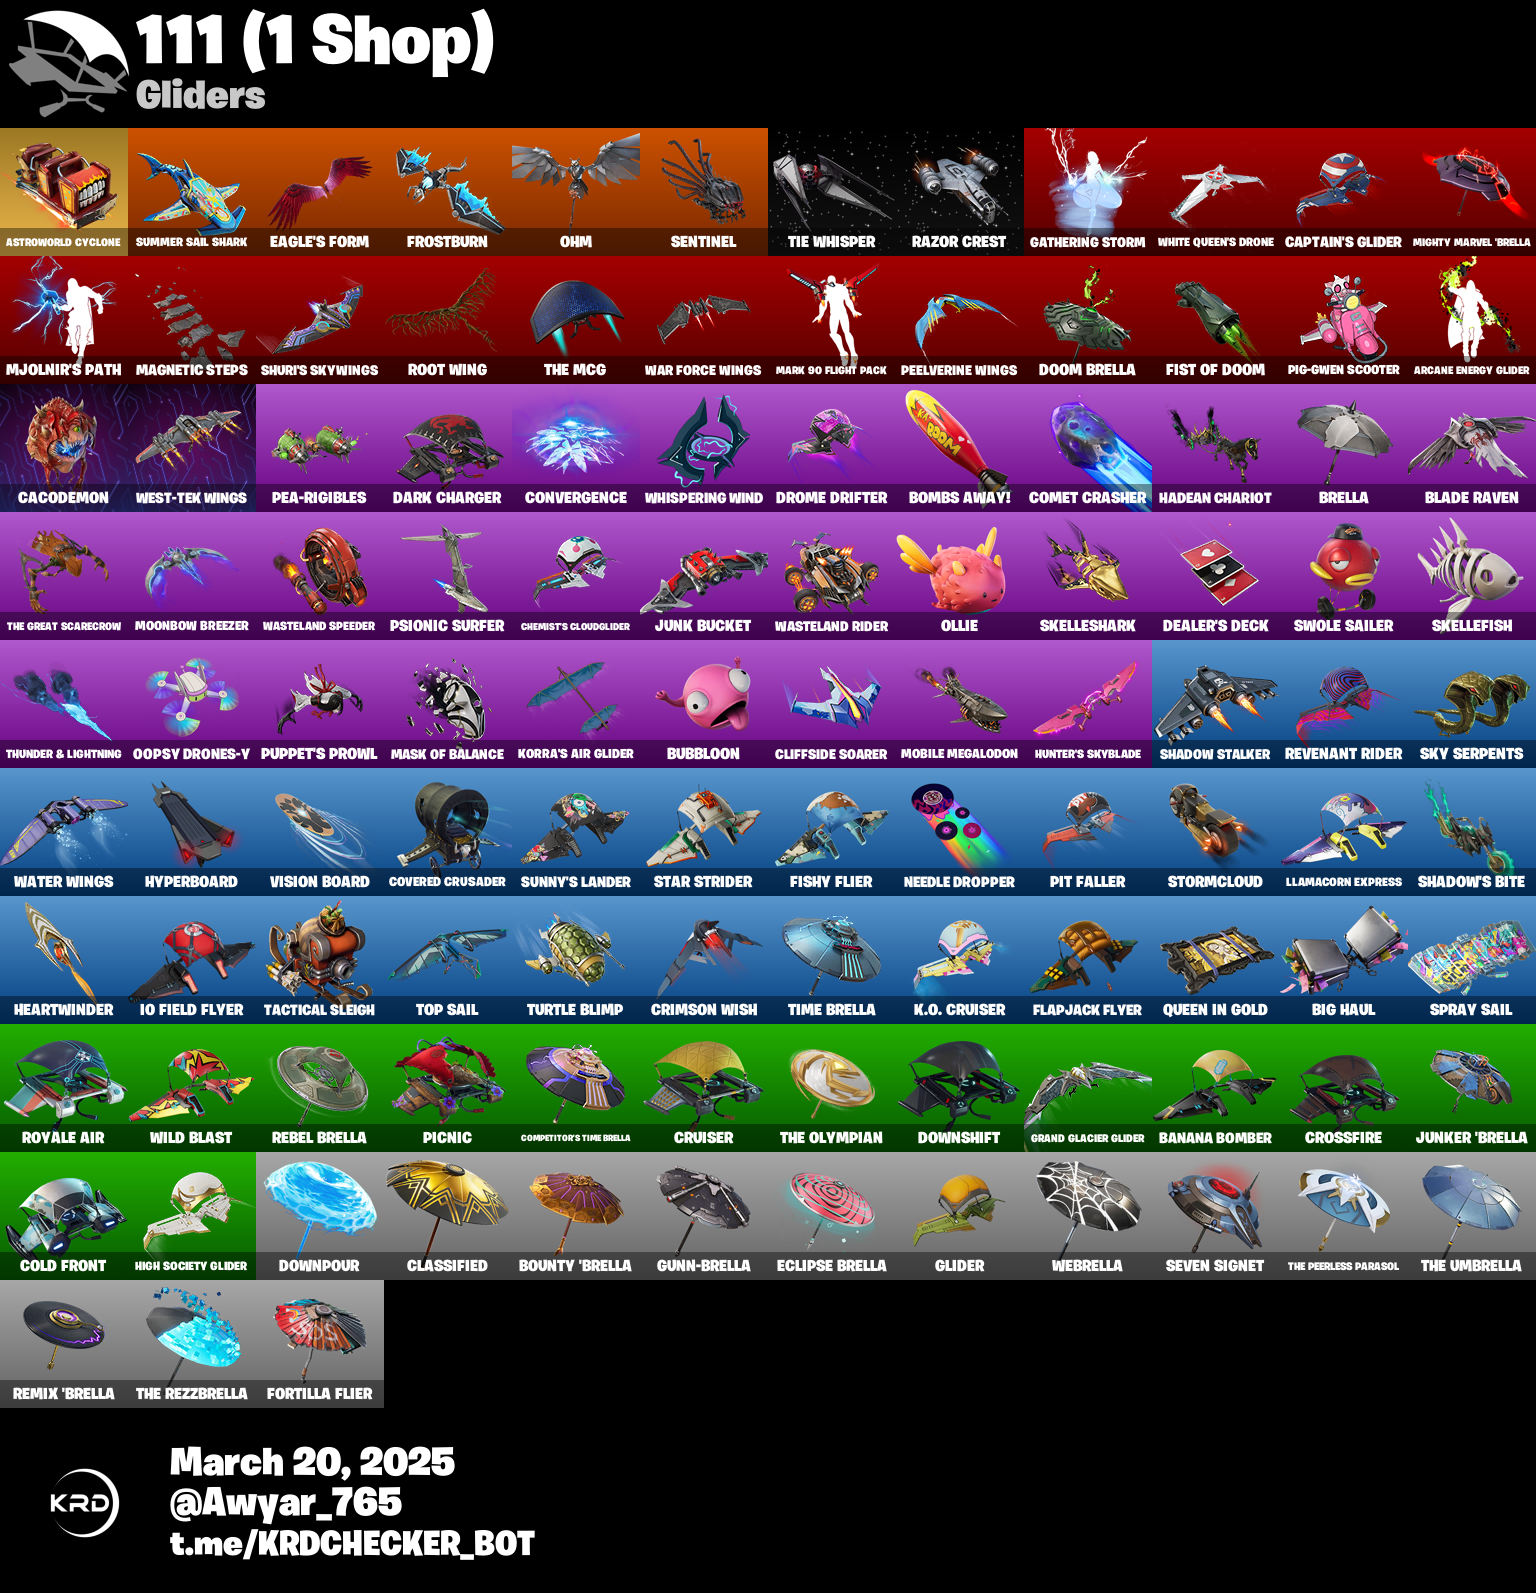 111 (1 Shop)
Gliders
ASTROWORLD CYCLONE SUMMER SAIL SHARK EAGLE'S FORM FROSTBURN OHM SENTINEL TIE WHISPER RAZOR CREST GATHERING STORM WHITE QUEEN'S DRONE CAPTAIN'S GLIDER MIGHTY MARVEL 'BRELLA
MJOLNIR'S PATH MAGNETIC STEPS SHURI'S SKYWINGS ROOT WING THE MCG WAR FORCE WINGS MARK 90 FLIGHT PACK PEELVERINE WINGS DOOM BRELLA FIST OF DOOM PIG-GWEN SCOOTER ARCANE ENERGY GLIDER
CACODEMON WEST-TEK WINGS PEA-RIGIBLES DARK CHARGER CONVERGENCE WHISPERING WIND DROME DRIFTER BOMBS AWAY! COMET CRASHER HADEAN CHARIOT BRELLA BLADE RAVEN
THE GREAT SCARECROW MOONBOW BREEZER WASTELAND SPEEDER PSIONIC SURFER CHEMIST'S CLOUDGLIDER JUNK BUCKET WASTELAND RIDER OLLIE SKELLESHARK DEALER'S DECK SWOLE SAILER SKELLEFISH
THUNDER & LIGHTNING OOPSY DRONES-Y PUPPET'S PROWL MASK OF BALANCE KORRA'S AIR GLIDER BUBBLOON CLIFFSIDE SOARER MOBILE MEGALODON HUNTER'S SKYBLADE SHADOW STALKER REVENANT RIDER SKY SERPENTS
WATER WINGS HYPERBOARD VISION BOARD COVERED CRUSADER SUNNY'S LANDER STAR STRIDER FISHY FLIER NEEDLE DROPPER PIT FALLER STORMCLOUD LLAMACORN EXPRESS SHADOW'S BITE
HEARTWINDER IO FIELD FLYER TACTICAL SLEIGH TOP SAIL TURTLE BLIMP CRIMSON WISH TIME BRELLA K.O. CRUISER FLAPJACK FLYER QUEEN IN GOLD BIG HAUL SPRAY SAIL
ROYALE AIR WILD BLAST REBEL BRELLA PICNIC COMPETITOR'S TIME BRELLA CRUISER THE OLYMPIAN DOWNSHIFT GRAND GLACIER GLIDER BANANA BOMBER CROSSFIRE JUNKER 'BRELLA
COLD FRONT HIGH SOCIETY GLIDER DOWNPOUR CLASSIFIED BOUNTY 'BRELLA GUNN-BRELLA ECLIPSE BRELLA GLIDER WEBRELLA SEVEN SIGNET THE PEERLESS PARASOL THE UMBRELLA
REMIX 'BRELLA THE REZZBRELLA FORTILLA FLIER
March 20, 2025
KRD
@Awyar_765
t.me/KRDCHECKER_BOT